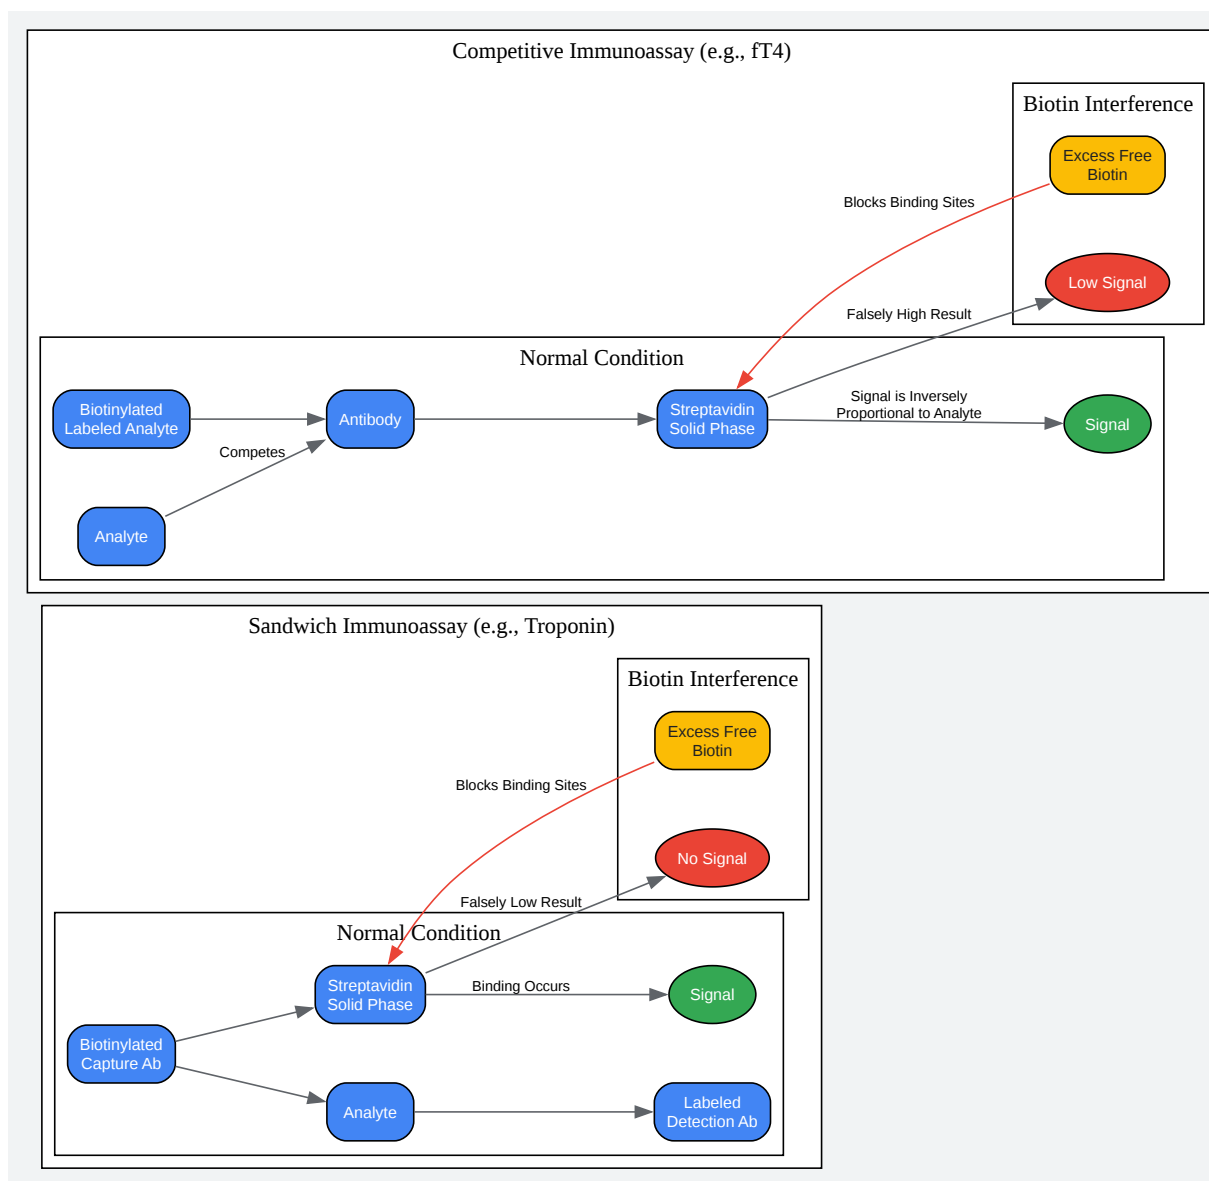 Competitive Immunoassay (e.g., fT4)
Biotin Interference
Excess Free
Biotin
Blocks Binding Sites
Low Signal
Falsely High Result
Normal Condition
Biotinylated
Labeled Analyte
Antibody
Streptavidin
Solid Phase
Signal is Inversely
Proportional to Analyte
Signal
Competes
Analyte
Sandwich Immunoassay (e.g., Troponin)
Biotin Interference
Excess Free
Biotin
Blocks Binding Sites
No Signal
Falsely Low Result
Normal Condition
Streptavidin
Solid Phase
Binding Occurs
Signal
Biotinylated
Capture Ab
Analyte
Labeled
Detection Ab